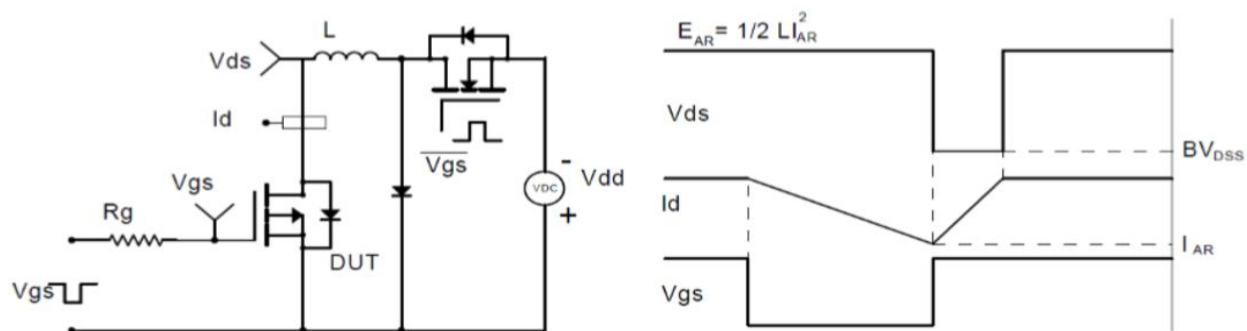 L
Vds
Id
Vgs
Vgs
Rg
DUT
Vgs
VDC
-
Vdd
+
E_AR = 1/2 LI_AR^2
Vds
BV_DSS
Id
I_AR
Vgs